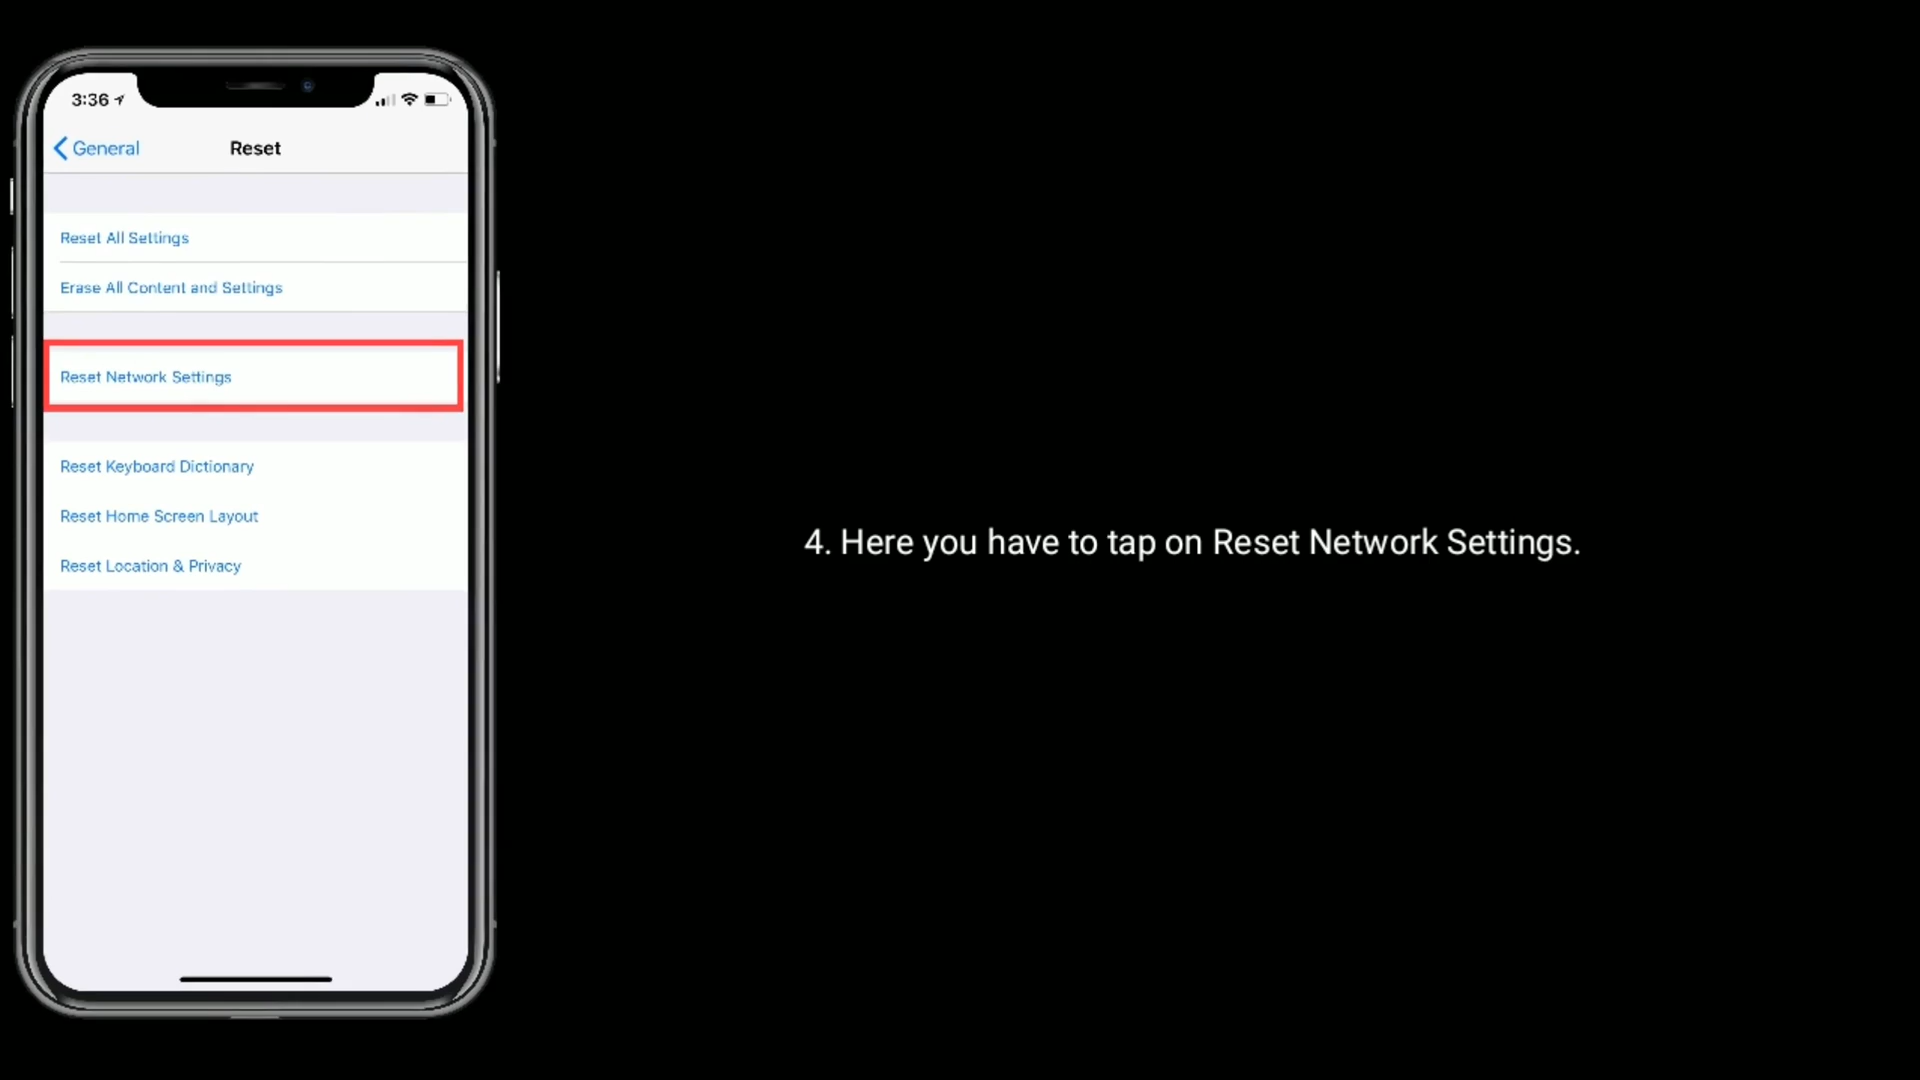 3:36
General
Reset
Reset All Settings
Erase All Content and Settings
Reset Network Settings
Reset Keyboard Dictionary
Reset Home Screen Layout
Reset Location & Privacy
4. Here you have to tap on Reset Network Settings.